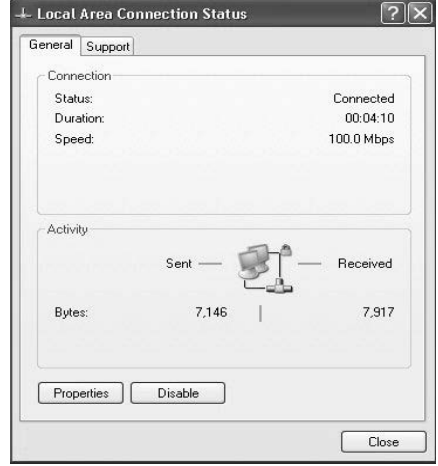 Local Area Connection Status
General Support
Connection
Status: Connected
Duration: 00:04:10
Speed: 100.0 Mbps
Activity
Sent Received
Bytes: 7,146 7,917
Properties Disable
Close